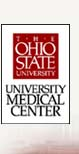 THE
OHIO
STATE
UNIVERSITY
UNIVERSITY
MEDICAL
CENTER